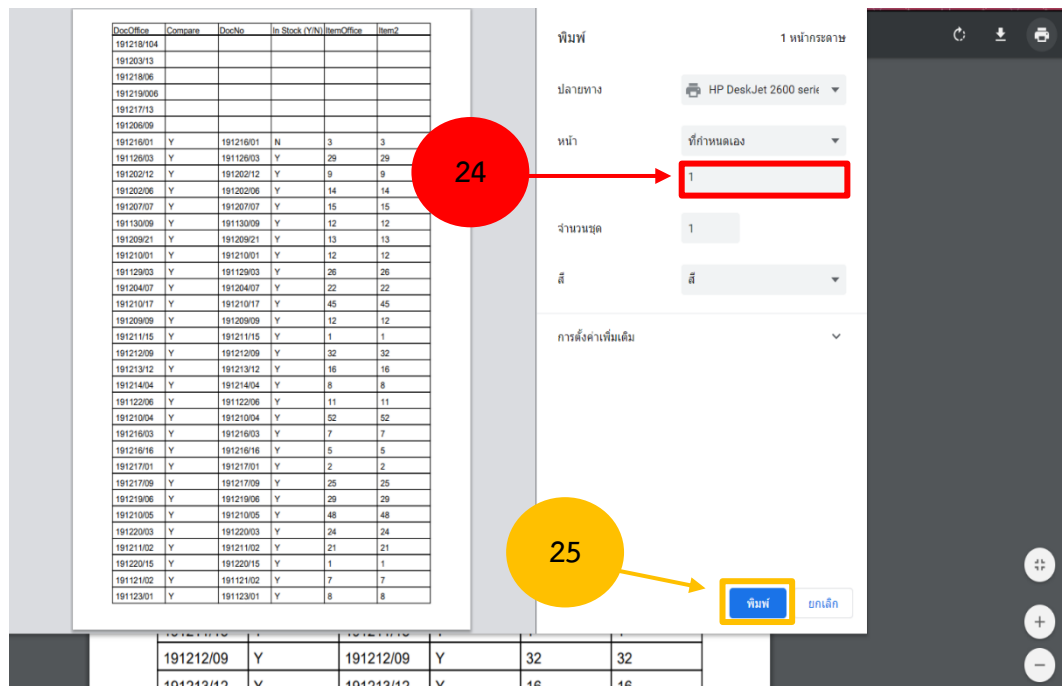 DocOffice Compare DocNo In Stock (Y/N) ItemOffice Item2
191218/104
191203/13
191218/06
191219/006
191217/13
191206/09
191216/01 Y 191216/01 N 3 3
191126/03 Y 191126/03 Y 29 29
191202/12 Y 191202/12 Y 9 9
191202/06 Y 191202/06 Y 14 14
191207/07 Y 191207/07 Y 15 15
191130/09 Y 191130/09 Y 12 12
191209/21 Y 191209/21 Y 13 13
191210/01 Y 191210/01 Y 12 12
191129/03 Y 191129/03 Y 26 26
191204/07 Y 191204/07 Y 22 22
191210/17 Y 191210/17 Y 45 45
191209/09 Y 191209/09 Y 12 12
191211/15 Y 191211/15 Y 1 1
191212/09 Y 191212/09 Y 32 32
191213/12 Y 191213/12 Y 16 16
191214/04 Y 191214/04 Y 8 8
191122/06 Y 191122/06 Y 11 11
191210/04 Y 191210/04 Y 52 52
191216/03 Y 191216/03 Y 7 7
191216/16 Y 191216/16 Y 5 5
191217/01 Y 191217/01 Y 2 2
191217/09 Y 191217/09 Y 25 25
191219/06 Y 191219/06 Y 29 29
191210/05 Y 191210/05 Y 48 48
191220/03 Y 191220/03 Y 24 24
191211/02 Y 191211/02 Y 21 21
191220/15 Y 191220/15 Y 1 1
191121/02 Y 191121/02 Y 7 7
191123/01 Y 191123/01 Y 8 8
พิมพ์ 1 หน้ากระดาษ
ปลายทาง HP DeskJet 2600 serie
หน้า ที่กำหนดเอง
24
1
จำนวนชุด 1
สี สี
การตั้งค่าเพิ่มเติม
25
พิมพ์ ยกเลิก
191212/09 Y 191212/09 Y 32 32
191213/12 Y 191213/12 Y 16 16